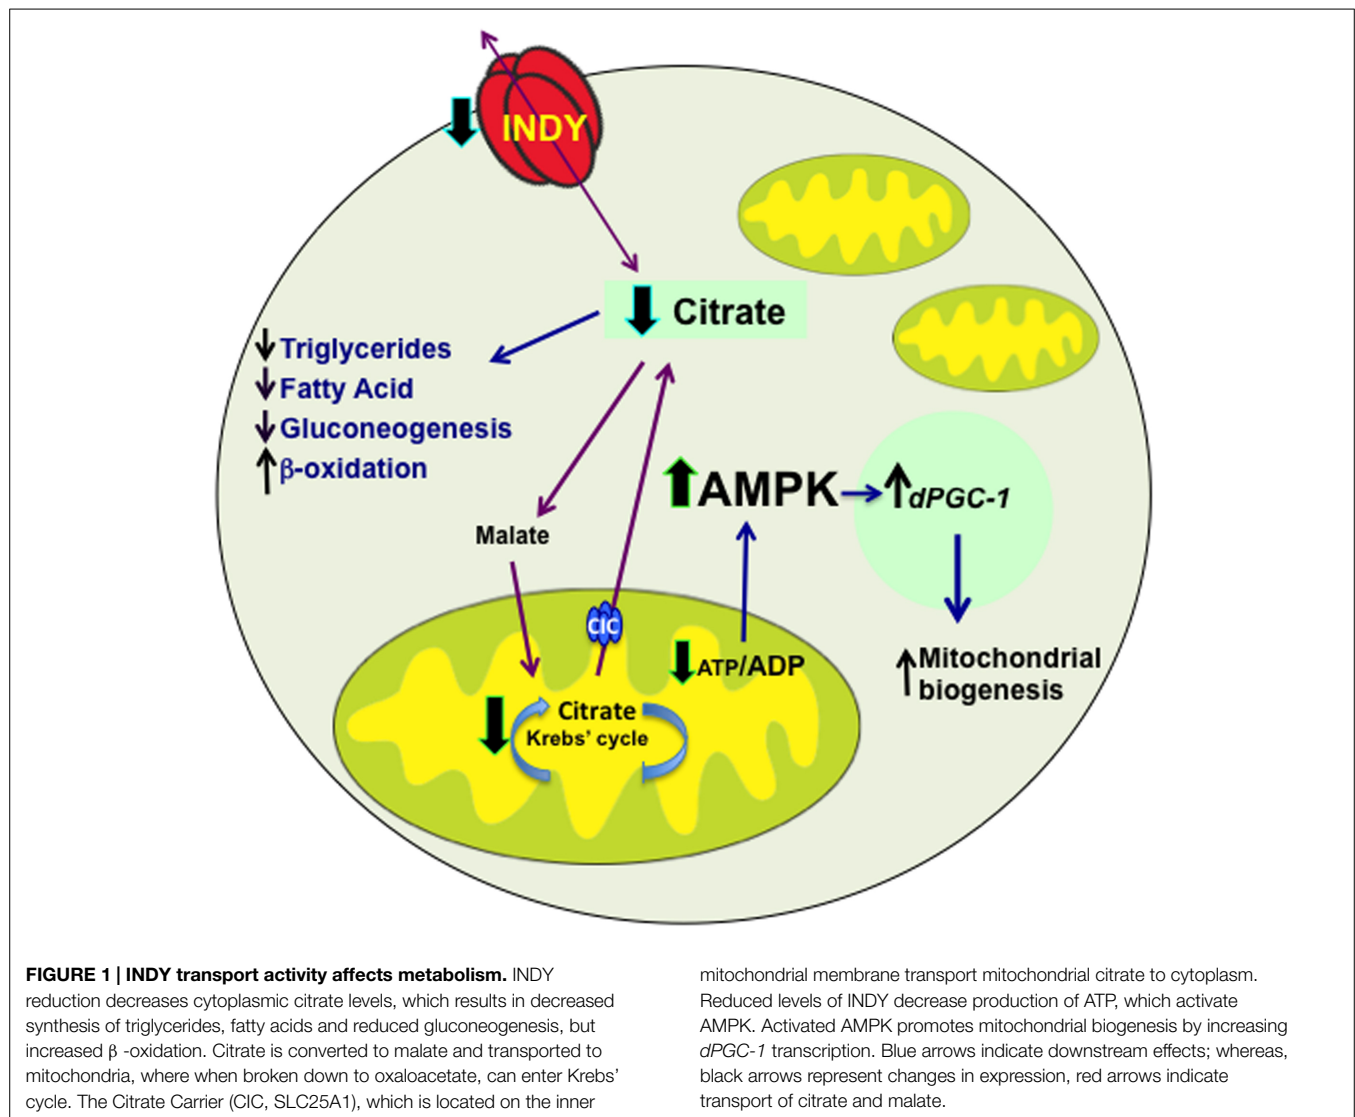 INDY
Citrate
Triglycerides
Fatty Acid
Gluconeogenesis
β-oxidation
AMPK
dPGC-1
Malate
CIC
ATP/ADP
Mitochondrial
biogenesis
Citrate
Krebs’ cycle
FIGURE 1 | INDY transport activity affects metabolism. INDY
reduction decreases cytoplasmic citrate levels, which results in decreased
synthesis of triglycerides, fatty acids and reduced gluconeogenesis, but
increased β -oxidation. Citrate is converted to malate and transported to
mitochondria, where when broken down to oxaloacetate, can enter Krebs’
cycle. The Citrate Carrier (CIC, SLC25A1), which is located on the inner
mitochondrial membrane transport mitochondrial citrate to cytoplasm.
Reduced levels of INDY decrease production of ATP, which activate
AMPK. Activated AMPK promotes mitochondrial biogenesis by increasing
dPGC-1 transcription. Blue arrows indicate downstream effects; whereas,
black arrows represent changes in expression, red arrows indicate
transport of citrate and malate.